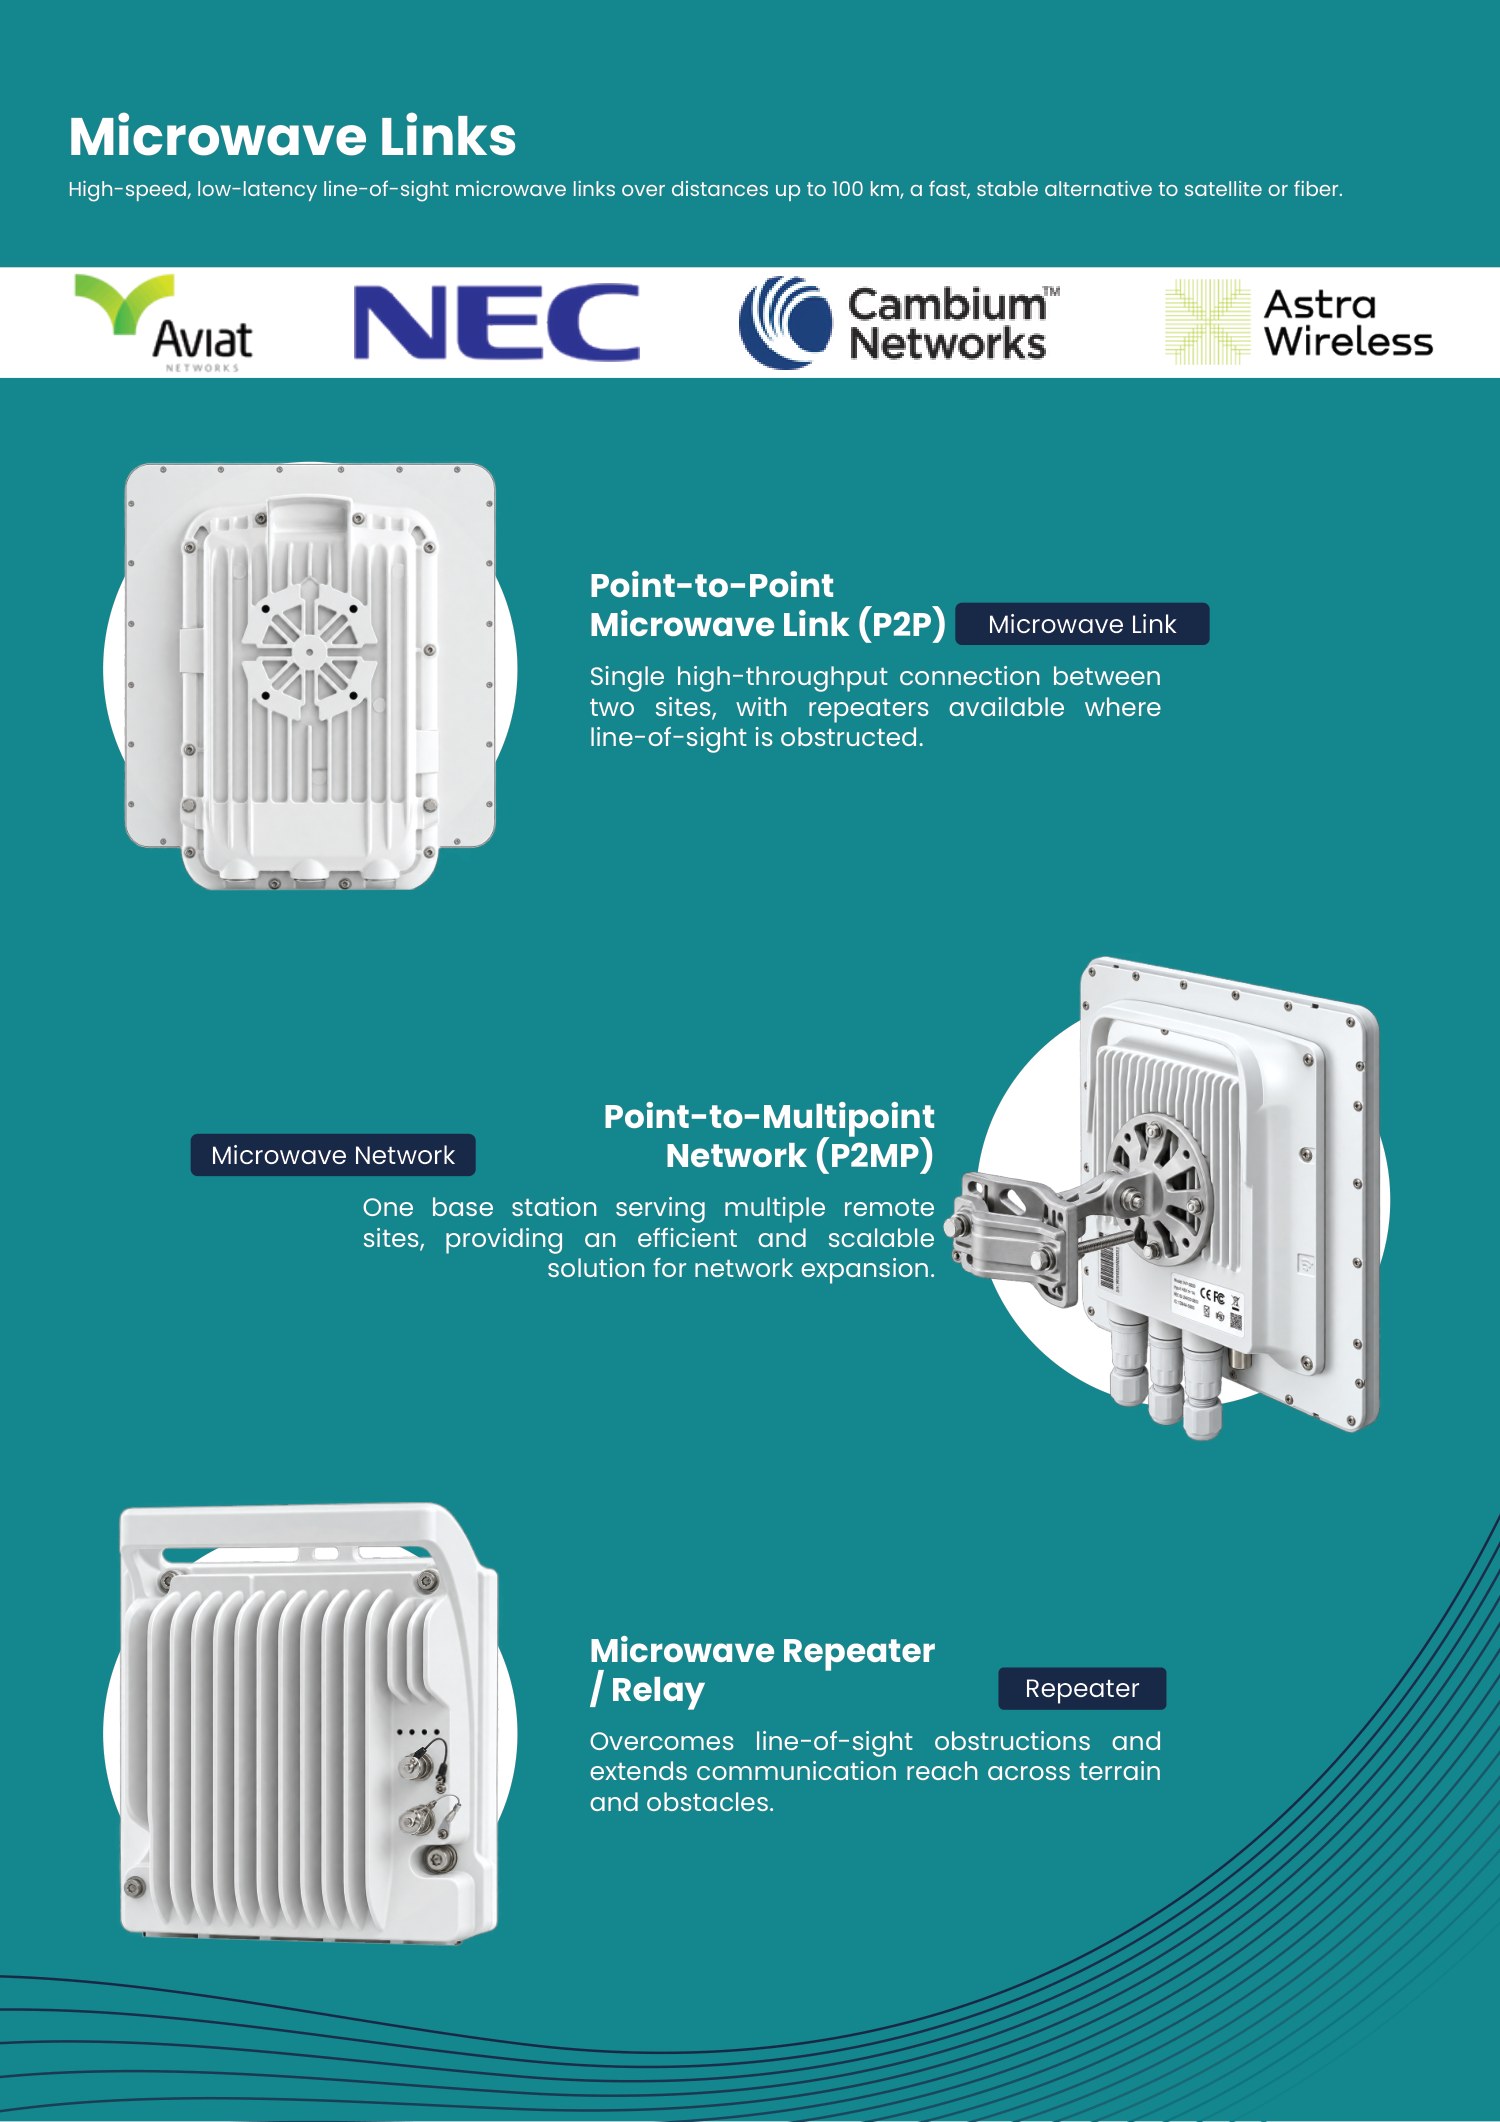 Microwave Links
High-speed, low-latency line-of-sight microwave links over distances up to 100 km, a fast, stable alternative to satellite or fiber.
Aviat
NETWORKS
NEC
Cambium™
Networks
Astra
Wireless
Point-to-Point
Microwave Link (P2P)
Microwave Link
Single high-throughput connection between
two sites, with repeaters available where
line-of-sight is obstructed.
Point-to-Multipoint
Network (P2MP)
Microwave Network
One base station serving multiple remote
sites, providing an efficient and scalable
solution for network expansion.
CE FC
Microwave Repeater
/ Relay
Repeater
Overcomes line-of-sight obstructions and
extends communication reach across terrain
and obstacles.